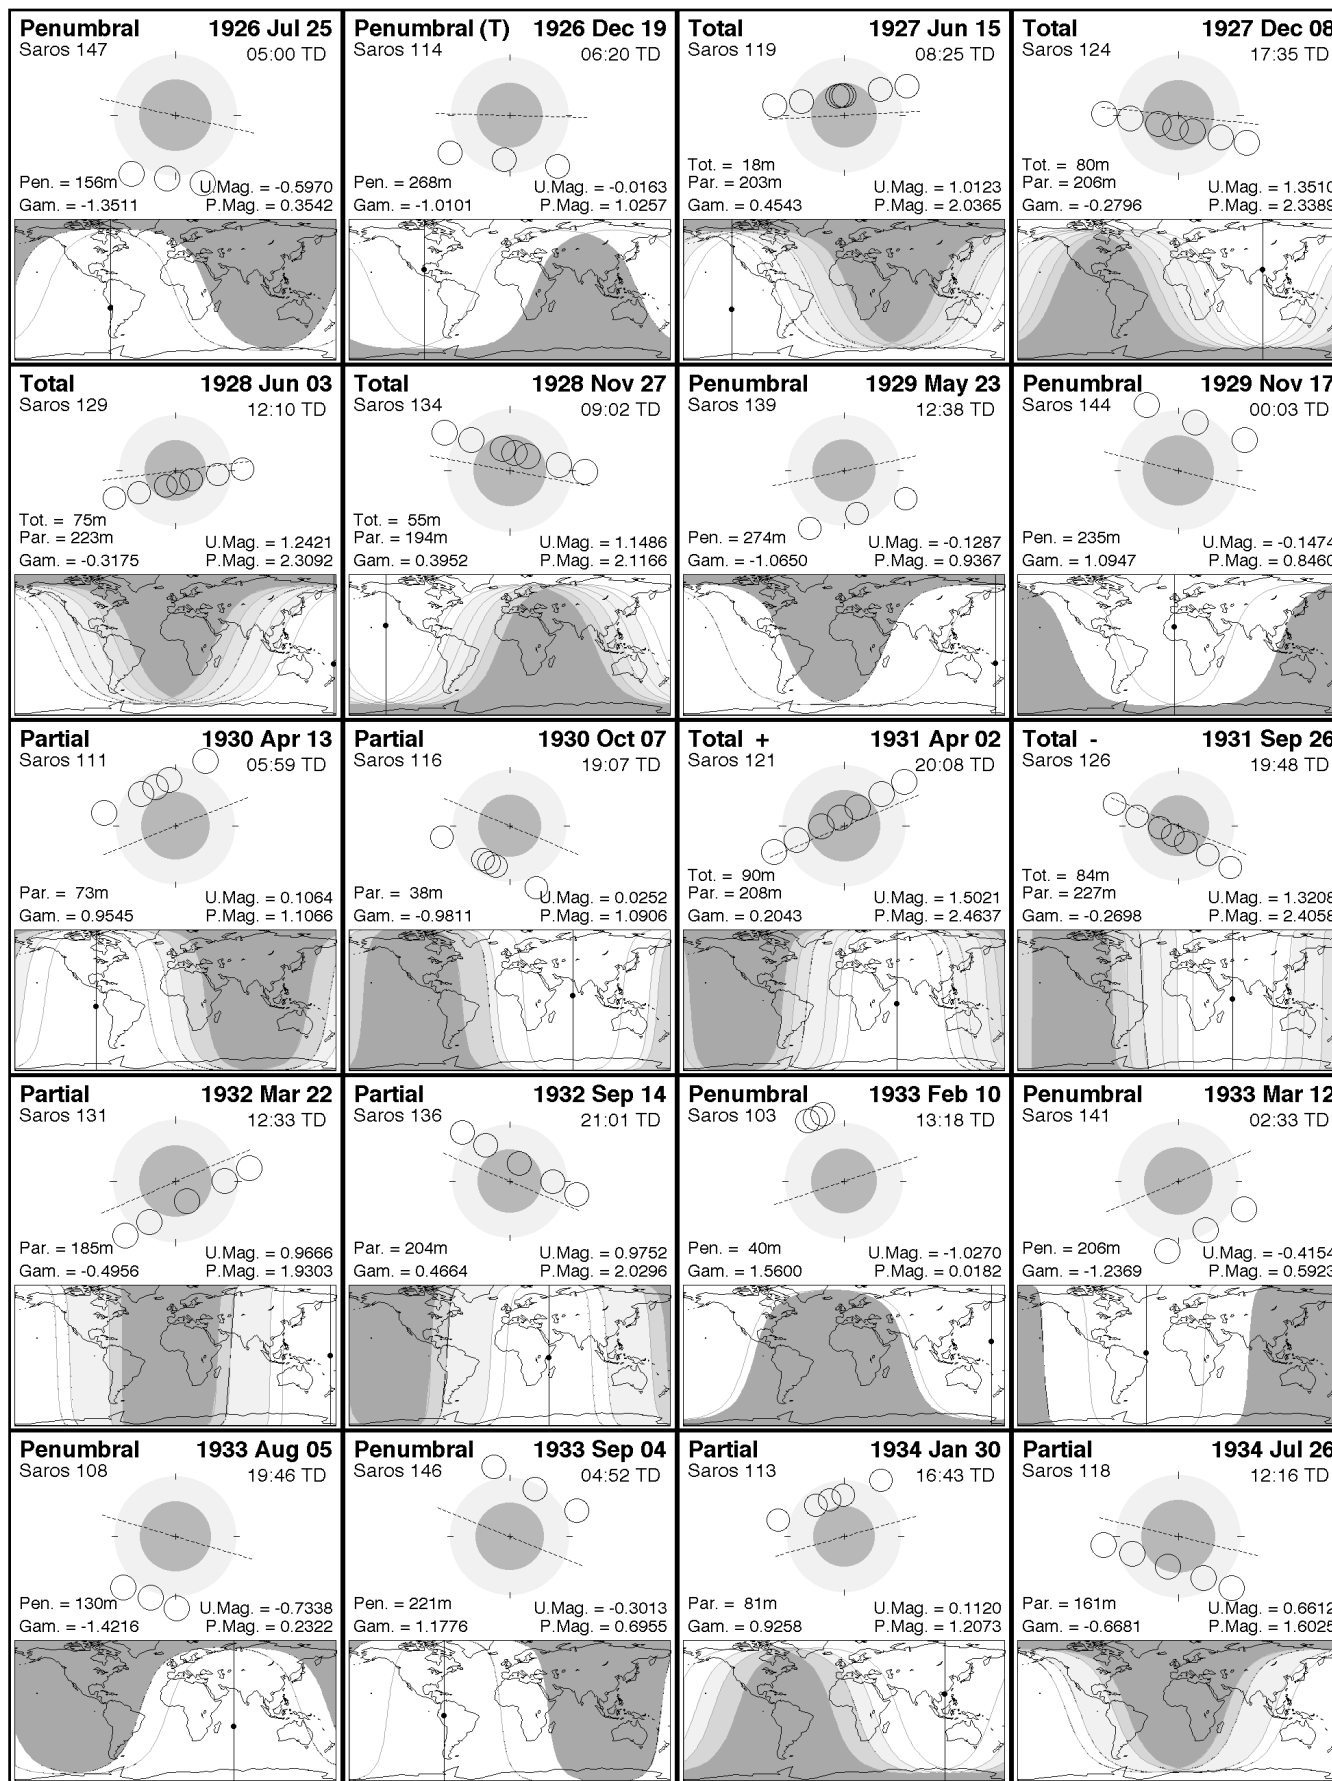 Penumbral 1926 Jul 25
Saros 147 05:00 TD
Pen. = 156m U.Mag. = -0.5970
Gam. = -1.3511 P.Mag. = 0.3542
Penumbral (T) 1926 Dec 19
Saros 114 06:20 TD
Pen. = 268m U.Mag. = -0.0163
Gam. = -1.0101 P.Mag. = 1.0257
Total 1927 Jun 15
Saros 119 08:25 TD
Tot. = 18m
Par. = 203m U.Mag. = 1.0123
Gam. = 0.4543 P.Mag. = 2.0365
Total 1927 Dec 08
Saros 124 17:35 TD
Tot. = 80m
Par. = 206m U.Mag. = 1.3510
Gam. = -0.2796 P.Mag. = 2.3389
Total 1928 Jun 03
Saros 129 12:10 TD
Tot. = 75m
Par. = 223m U.Mag. = 1.2421
Gam. = -0.3175 P.Mag. = 2.3092
Total 1928 Nov 27
Saros 134 09:02 TD
Tot. = 55m
Par. = 194m U.Mag. = 1.1486
Gam. = 0.3952 P.Mag. = 2.1166
Penumbral 1929 May 23
Saros 139 12:38 TD
Pen. = 274m U.Mag. = -0.1287
Gam. = -1.0650 P.Mag. = 0.9367
Penumbral 1929 Nov 17
Saros 144 00:03 TD
Pen. = 235m U.Mag. = -0.1474
Gam. = 1.0947 P.Mag. = 0.8460
Partial 1930 Apr 13
Saros 111 05:59 TD
Par. = 73m U.Mag. = 0.1064
Gam. = 0.9545 P.Mag. = 1.1066
Partial 1930 Oct 07
Saros 116 19:07 TD
Par. = 38m U.Mag. = 0.0252
Gam. = -0.9811 P.Mag. = 1.0906
Total + 1931 Apr 02
Saros 121 20:08 TD
Tot. = 90m
Par. = 208m U.Mag. = 1.5021
Gam. = 0.2043 P.Mag. = 2.4637
Total - 1931 Sep 26
Saros 126 19:48 TD
Tot. = 84m
Par. = 227m U.Mag. = 1.3208
Gam. = -0.2698 P.Mag. = 2.4058
Partial 1932 Mar 22
Saros 131 12:33 TD
Par. = 185m U.Mag. = 0.9666
Gam. = -0.4956 P.Mag. = 1.9303
Partial 1932 Sep 14
Saros 136 21:01 TD
Par. = 204m U.Mag. = 0.9752
Gam. = 0.4664 P.Mag. = 2.0296
Penumbral 1933 Feb 10
Saros 103 13:18 TD
Pen. = 40m U.Mag. = -1.0270
Gam. = 1.5600 P.Mag. = 0.0182
Penumbral 1933 Mar 12
Saros 141 02:33 TD
Pen. = 206m U.Mag. = -0.4154
Gam. = -1.2369 P.Mag. = 0.5923
Penumbral 1933 Aug 05
Saros 108 19:46 TD
Pen. = 130m U.Mag. = -0.7338
Gam. = -1.4216 P.Mag. = 0.2322
Penumbral 1933 Sep 04
Saros 146 04:52 TD
Pen. = 221m U.Mag. = -0.3013
Gam. = 1.1776 P.Mag. = 0.6955
Partial 1934 Jan 30
Saros 113 16:43 TD
Par. = 81m U.Mag. = 0.1120
Gam. = 0.9258 P.Mag. = 1.2073
Partial 1934 Jul 26
Saros 118 12:16 TD
Par. = 161m U.Mag. = 0.6612
Gam. = -0.6681 P.Mag. = 1.6025